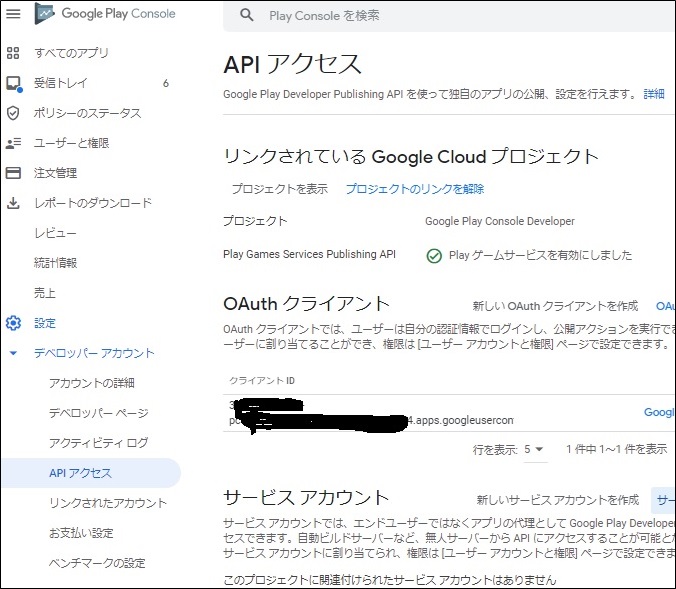 Google Play Console
Play Console を検索
すべてのアプリ
受信トレイ 6
ポリシーのステータス
ユーザーと権限
注文管理
レポートのダウンロード
レビュー
統計情報
売上
設定
デベロッパー アカウント
アカウントの詳細
デベロッパー ページ
アクティビティ ログ
API アクセス
リンクされたアカウント
お支払い設定
ベンチマークの設定
API アクセス
Google Play Developer Publishing API を使って独自のアプリの公開、設定を行えます。 詳細
リンクされている Google Cloud プロジェクト
プロジェクトを表示 プロジェクトのリンクを解除
プロジェクト Google Play Console Developer
Play Games Services Publishing API Play ゲームサービスを有効にしました
OAuth クライアント 新しい OAuth クライアントを作成 OAu
OAuth クライアントでは、ユーザーは自分の認証情報でログインし、公開アクションを実行でき
ーザーに割り当てることができ、権限は [ユーザー アカウントと権限] ページで設定できます。
クライアント ID
4.apps.googleusercon
Googl
行を表示: 5 1 件中 1～1 件を表示
サービス アカウント 新しいサービス アカウントを作成 サー
サービス アカウントでは、エンドユーザーではなくアプリの代理として Google Play Developer
セスできます。自動ビルドサーバーなど、無人サーバーから API にアクセスすることが可能とな
サービス アカウントに割り当てられ、権限は [ユーザー アカウントと権限] ページで設定できま
このプロジェクトに関連付けられたサービス アカウントはありません